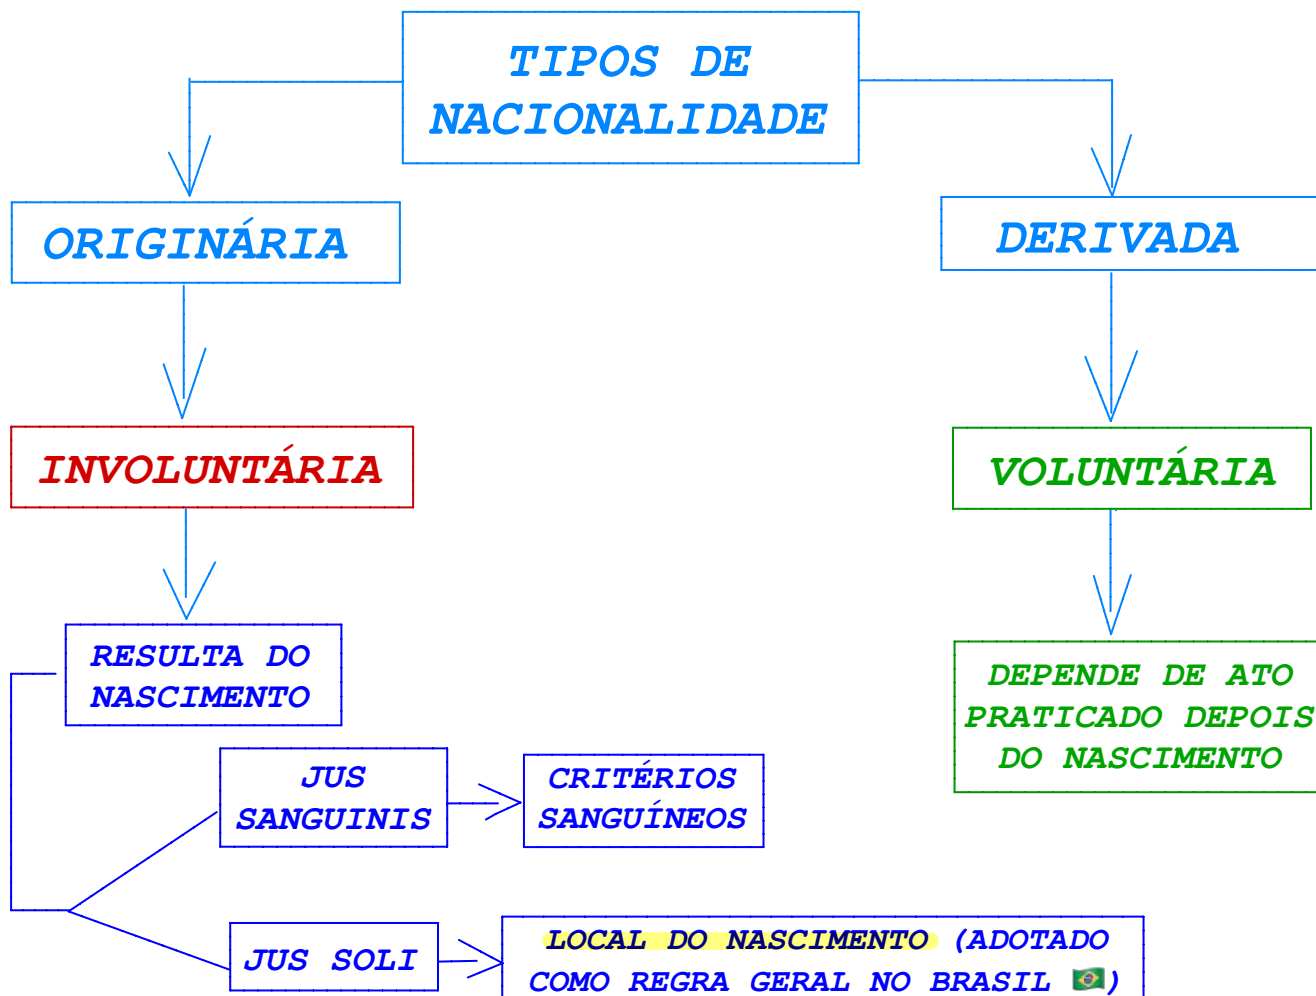 TIPOS DE
NACIONALIDADE
ORIGINÁRIA
DERIVADA
INVOLUNTÁRIA
VOLUNTÁRIA
RESULTA DO
NASCIMENTO
DEPENDE DE ATO
PRATICADO DEPOIS
DO NASCIMENTO
JUS
SANGUINIS
CRITÉRIOS
SANGUÍNEOS
JUS SOLI
LOCAL DO NASCIMENTO (ADOTADO
COMO REGRA GERAL NO BRASIL 🇧🇷)